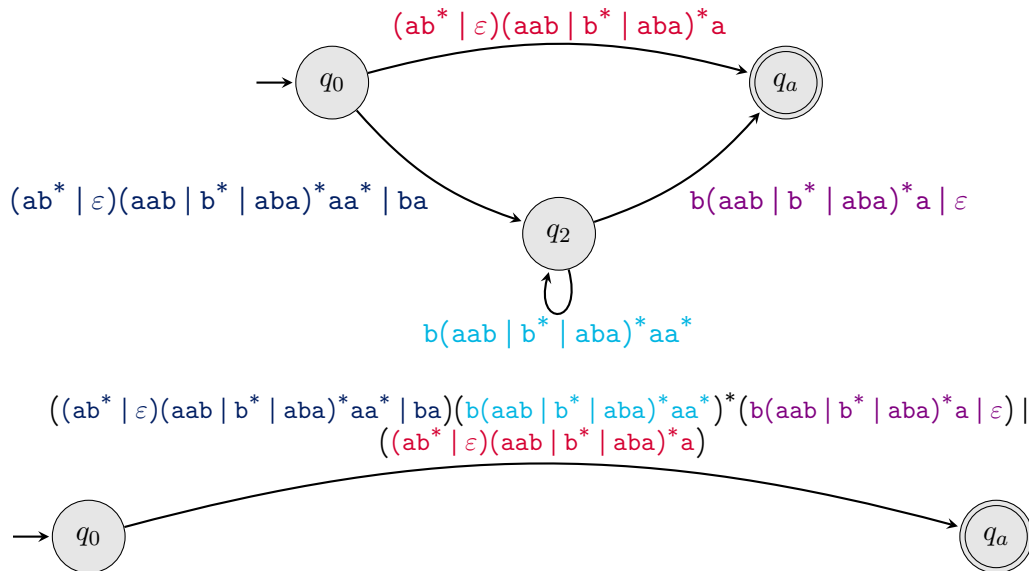 (ab* | ε)(aab | b* | aba)*a
q₀
qₐ
(ab* | ε)(aab | b* | aba)*aa* | ba
b(aab | b* | aba)*a | ε
q₂
b(aab | b* | aba)*aa*
((ab* | ε)(aab | b* | aba)*aa* | ba)(b(aab | b* | aba)*aa*)*(b(aab | b* | aba)*a | ε) |
((ab* | ε)(aab | b* | aba)*a)
q₀
qₐ